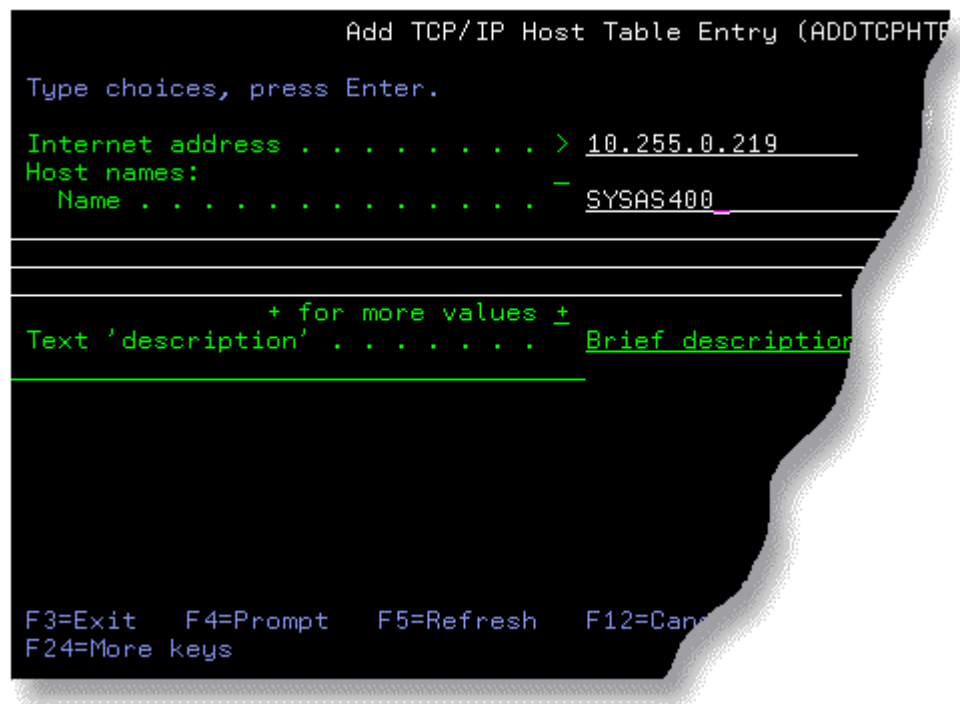 Add TCP/IP Host Table Entry (ADDTCPHTE
Type choices, press Enter.
Internet address . . . . . . . . > 10.255.0.219
Host names: _
Name . . . . . . . . . . . . . SYSAS400_
+ for more values +
Text 'description' . . . . . . . Brief description
F3=Exit F4=Prompt F5=Refresh F12=Can
F24=More keys